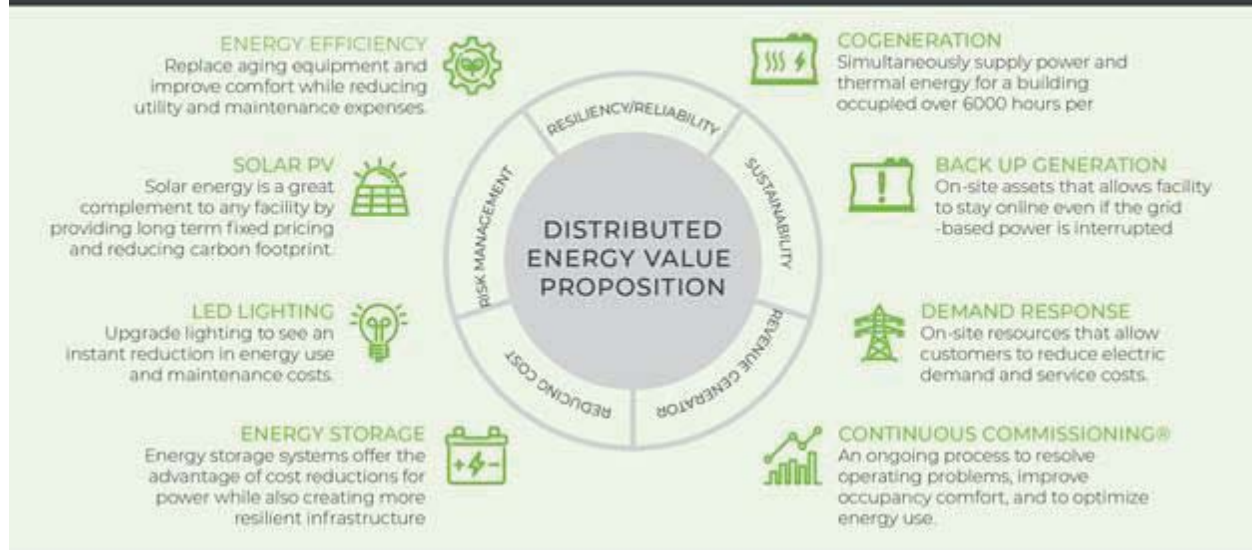 ENERGY EFFICIENCY
Replace aging equipment and
improve comfort while reducing
utility and maintenance expenses.
SOLAR PV
Solar energy is a great
complement to any facility by
providing long term fixed pricing
and reducing carbon footprint.
LED LIGHTING
Upgrade lighting to see an
instant reduction in energy use
and maintenance costs.
ENERGY STORAGE
Energy storage systems offer the
advantage of cost reductions for
power while also creating more
resilient infrastructure
RESILIENCY/RELIABILITY
SUSTAINABILITY
REVENUE GENERATOR
REDUCING COST
RISK MANAGEMENT
DISTRIBUTED
ENERGY VALUE
PROPOSITION
COGENERATION
Simultaneously supply power and
thermal energy for a building
occupied over 6000 hours per
BACK UP GENERATION
On-site assets that allows facility
to stay online even if the grid
-based power is interrupted
DEMAND RESPONSE
On-site resources that allow
customers to reduce electric
demand and service costs.
CONTINUOUS COMMISSIONING®
An ongoing process to resolve
operating problems, improve
occupancy comfort, and to optimize
energy use.